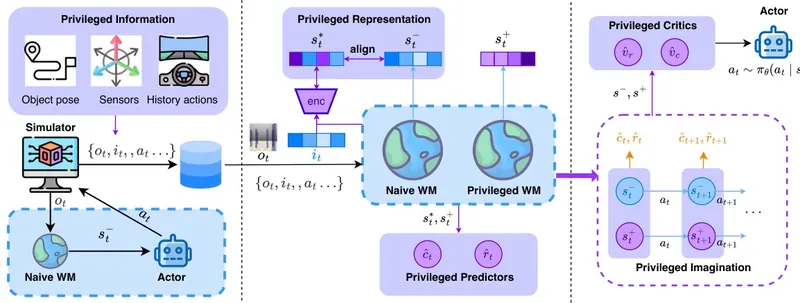 Privileged Information
Object pose
Sensors
History actions
Simulator
{o_t, i_t, , a_t ...}
o_t
a_t
s_t^-
Naive WM
Actor
Privileged Representation
s_t^*
align
s_t^-
s_t^+
enc
o_t
i_t
{o_t, i_t, , a_t ...}
Naive WM
Privileged WM
s_t^*, s_t^+
ĉ_t
r̂_t
Privileged Predictors
Privileged Critics
v̂_r
v̂_c
Actor
a_t ∼ π_θ(a_t | s
s^-, s^+
ĉ_t, r̂_t
ĉ_{t+1}, r̂_{t+1}
s_t^-
a_t
s_{t+1}^-
a_{t+1}
...
s_t^+
a_t
s_{t+1}^+
a_{t+1}
Privileged Imagination